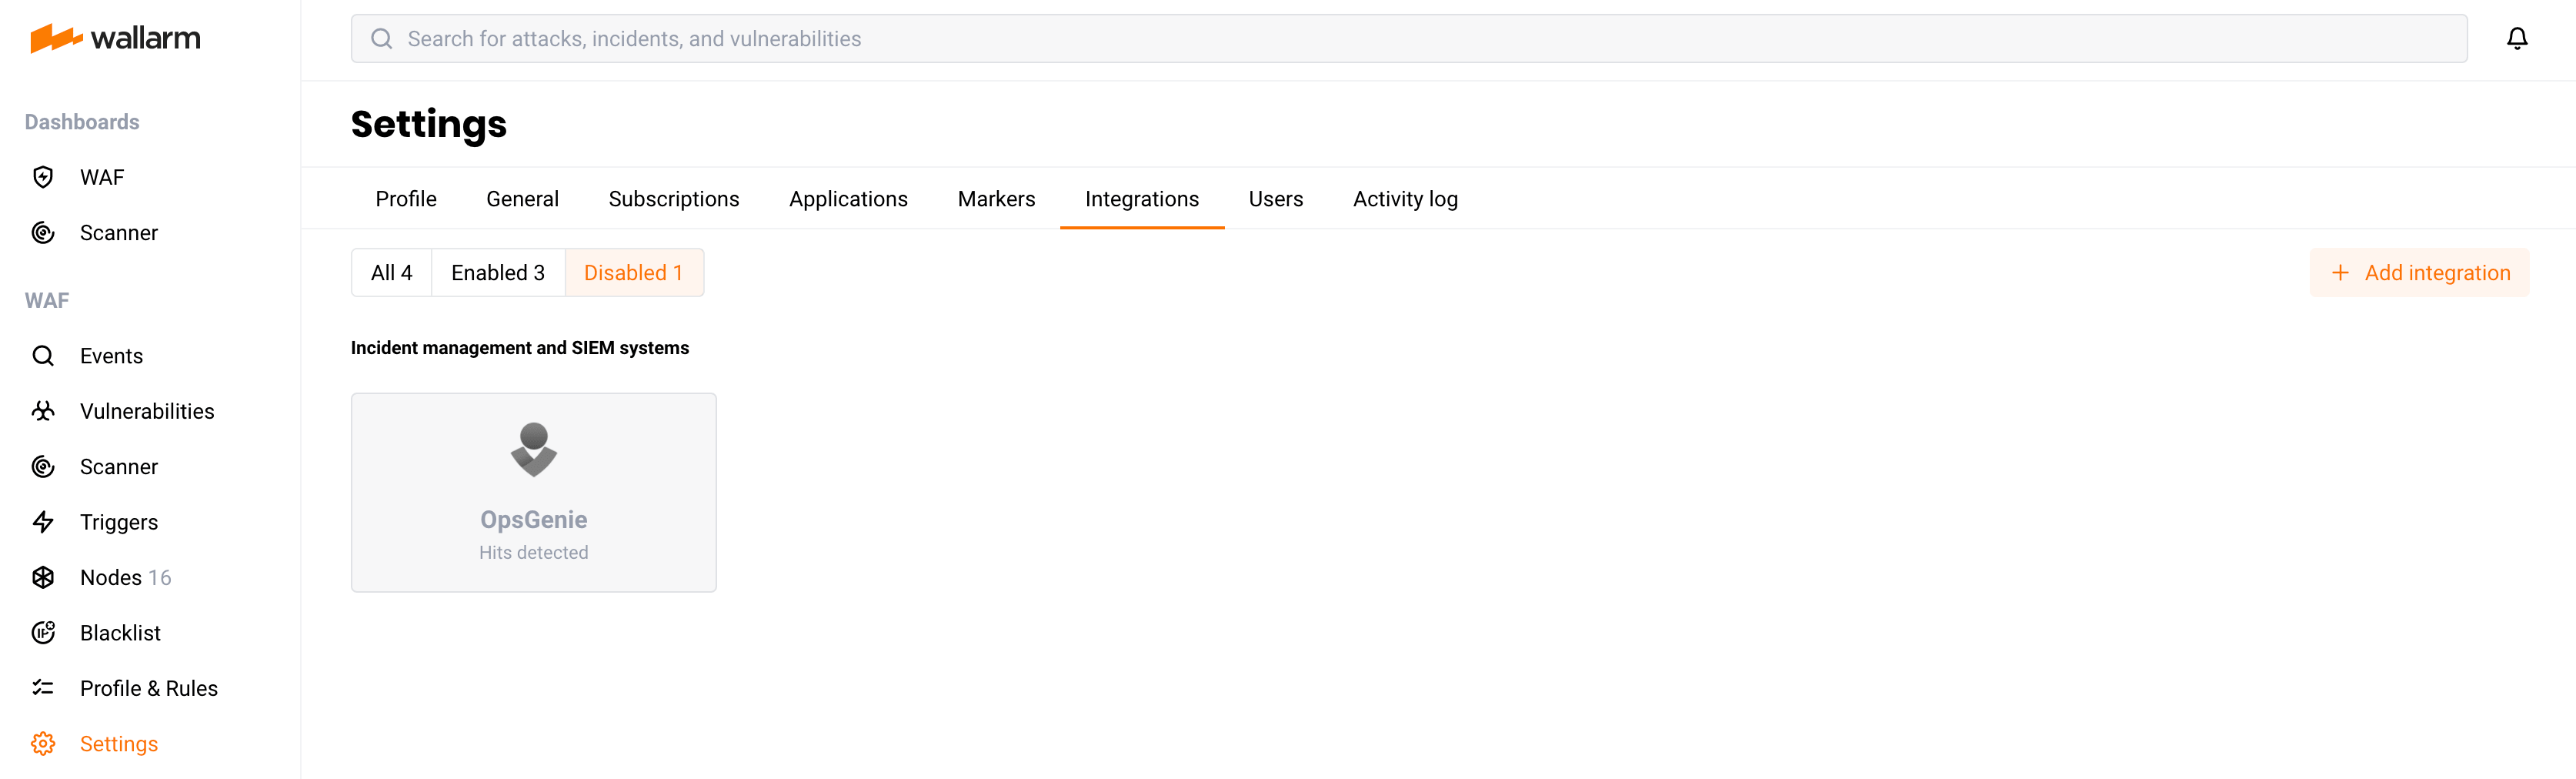 wallarm
Search for attacks, incidents, and vulnerabilities
Dashboards
WAF
Scanner
WAF
Events
Vulnerabilities
Scanner
Triggers
Nodes 16
Blacklist
Profile & Rules
Settings
Settings
Profile General Subscriptions Applications Markers Integrations Users Activity log
All 4 Enabled 3 Disabled 1 Add integration
Incident management and SIEM systems
OpsGenie
Hits detected